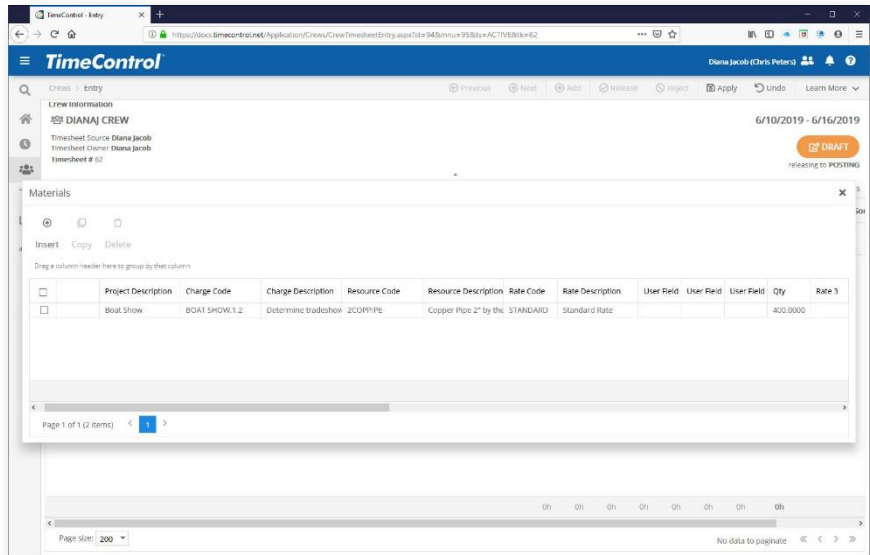 TimeControl - Entry
https://docs.timecontrol.net/Application/Crews/CrewTimesheetEntry.aspx?st=94&mnu=95&ts=ACTIVE&tk=62
TimeControl
Diana Jacob (Chris Peters)
Crews > Entry
Previous Next Add Release Reject Apply Undo Learn More
Crew Information
DIANAJ CREW
6/10/2019 - 6/16/2019
Timesheet Source Diana Jacob
Timesheet Owner Diana Jacob
DRAFT
Timesheet # 62
releasing to POSTING
Materials
Insert Copy Delete
Drag a column header here to group by that column
Project Description Charge Code Charge Description Resource Code Resource Description Rate Code Rate Description User Field User Field User Field Qty Rate 3
Boat Show BOAT SHOW.1.2 Determine tradeshow 2COPPIPE Copper Pipe 2" by the STANDARD Standard Rate 400.0000
Page 1 of 1 (2 items) < 1 >
0h 0h 0h 0h 0h 0h 0h 0h
Page size: 200
No data to paginate